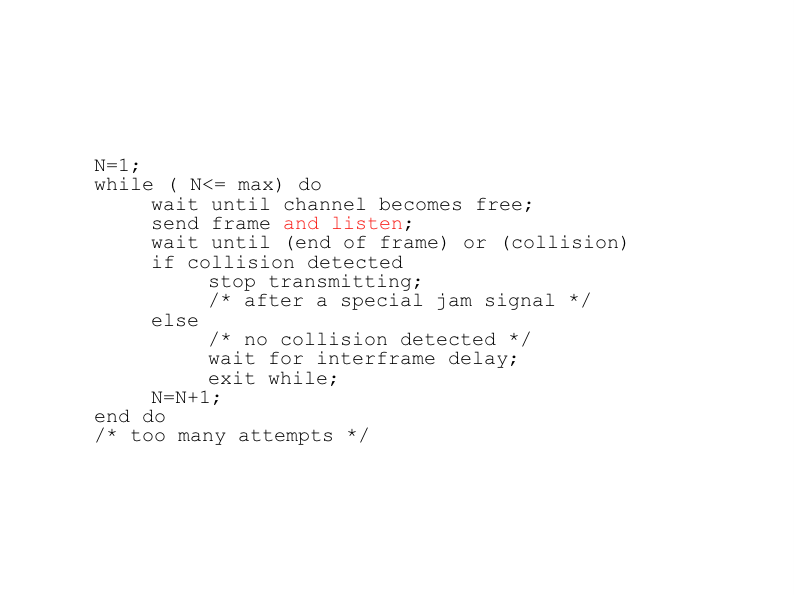 N=1;
while ( N<= max) do
wait until channel becomes free;
send frame and listen;
wait until (end of frame) or (collision)
if collision detected
stop transmitting;
/* after a special jam signal */
else
/* no collision detected */
wait for interframe delay;
exit while;
N=N+1;
end do
/* too many attempts */